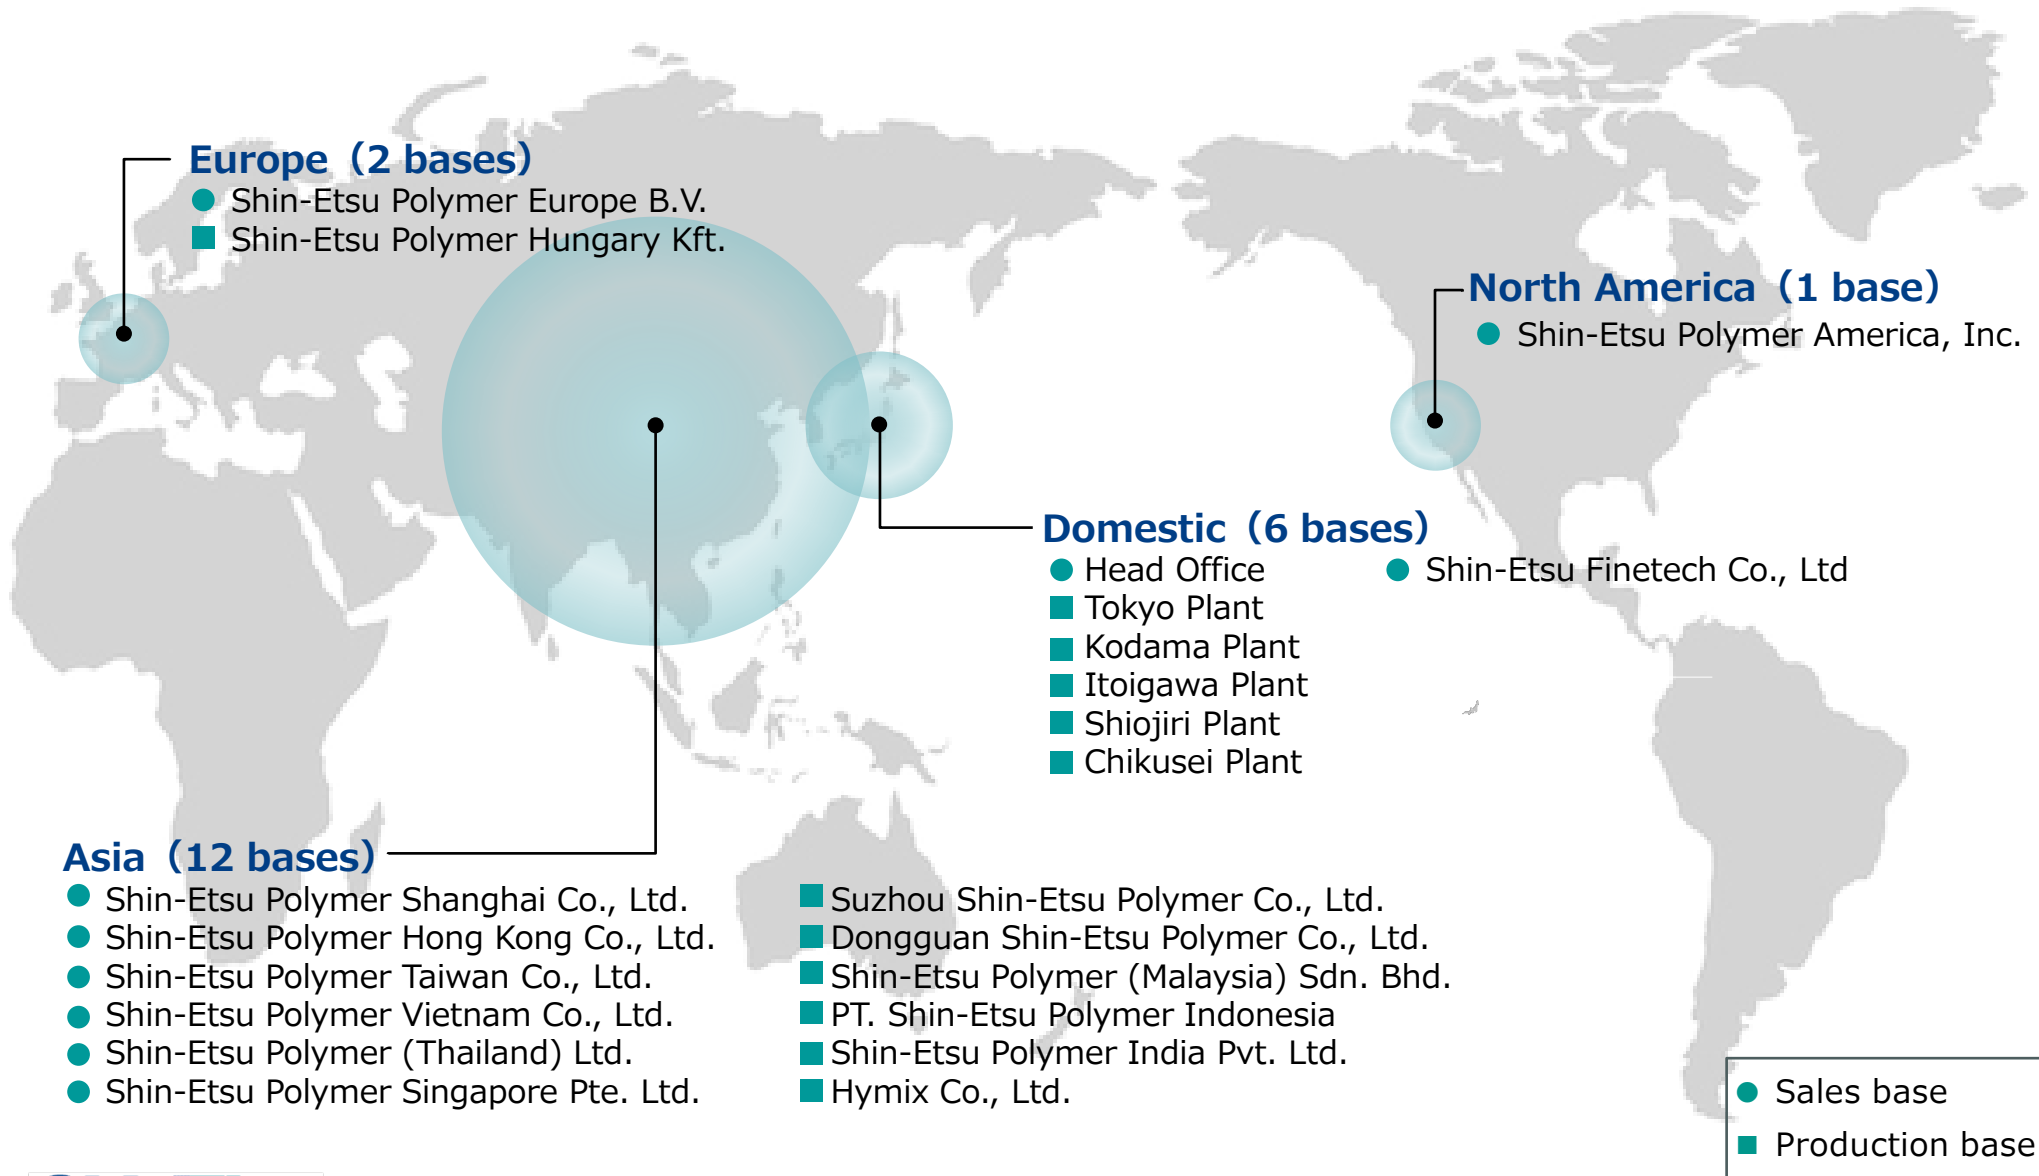 Europe（2 bases）
Shin-Etsu Polymer Europe B.V.
Shin-Etsu Polymer Hungary Kft.
North America（1 base）
Shin-Etsu Polymer America, Inc.
Domestic（6 bases）
Head Office
Tokyo Plant
Kodama Plant
Itoigawa Plant
Shiojiri Plant
Chikusei Plant
Shin-Etsu Finetech Co., Ltd
Asia（12 bases）
Shin-Etsu Polymer Shanghai Co., Ltd.
Shin-Etsu Polymer Hong Kong Co., Ltd.
Shin-Etsu Polymer Taiwan Co., Ltd.
Shin-Etsu Polymer Vietnam Co., Ltd.
Shin-Etsu Polymer (Thailand) Ltd.
Shin-Etsu Polymer Singapore Pte. Ltd.
Suzhou Shin-Etsu Polymer Co., Ltd.
Dongguan Shin-Etsu Polymer Co., Ltd.
Shin-Etsu Polymer (Malaysia) Sdn. Bhd.
PT. Shin-Etsu Polymer Indonesia
Shin-Etsu Polymer India Pvt. Ltd.
Hymix Co., Ltd.
Sales base
Production base